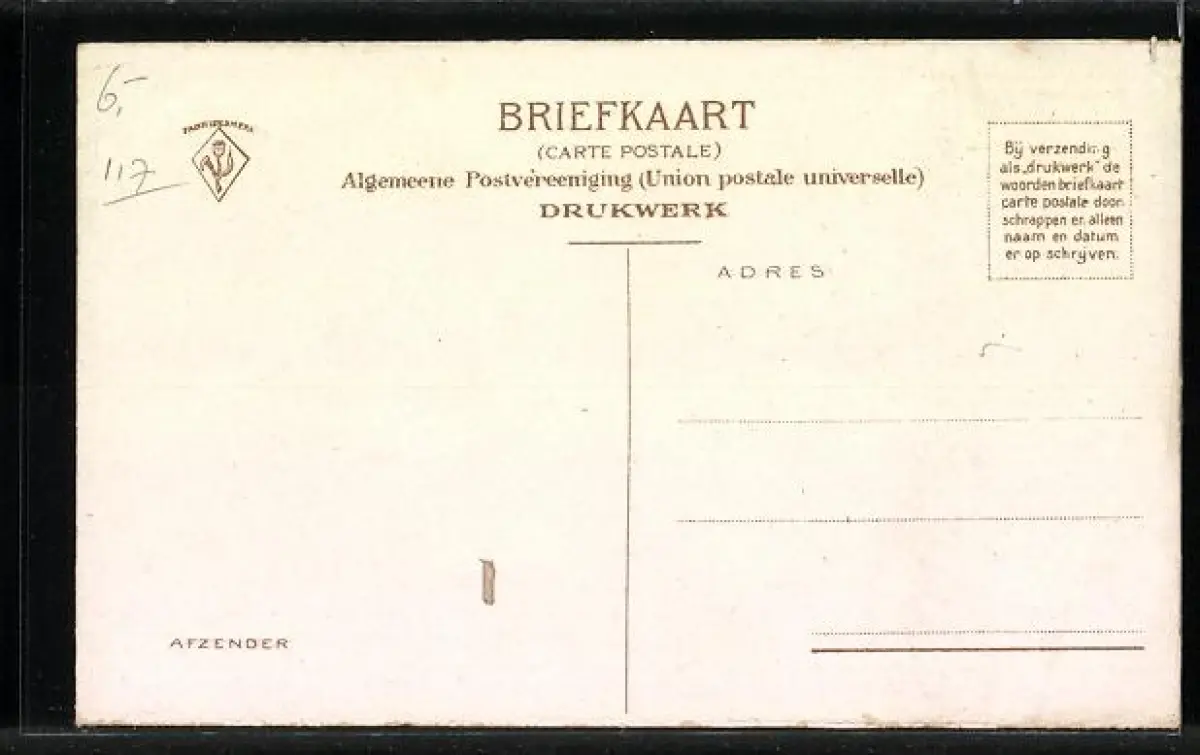 6,-
117
BRIEFKAART
(CARTE POSTALE)
Algemeene Postvereeniging (Union postale universelle)
DRUKWERK
Bij verzending
als „drukwerk" de
woorden briefkaart
carte postale door-
schrappen en alleen
naam en datum
er op schrijven.
ADRES
AFZENDER